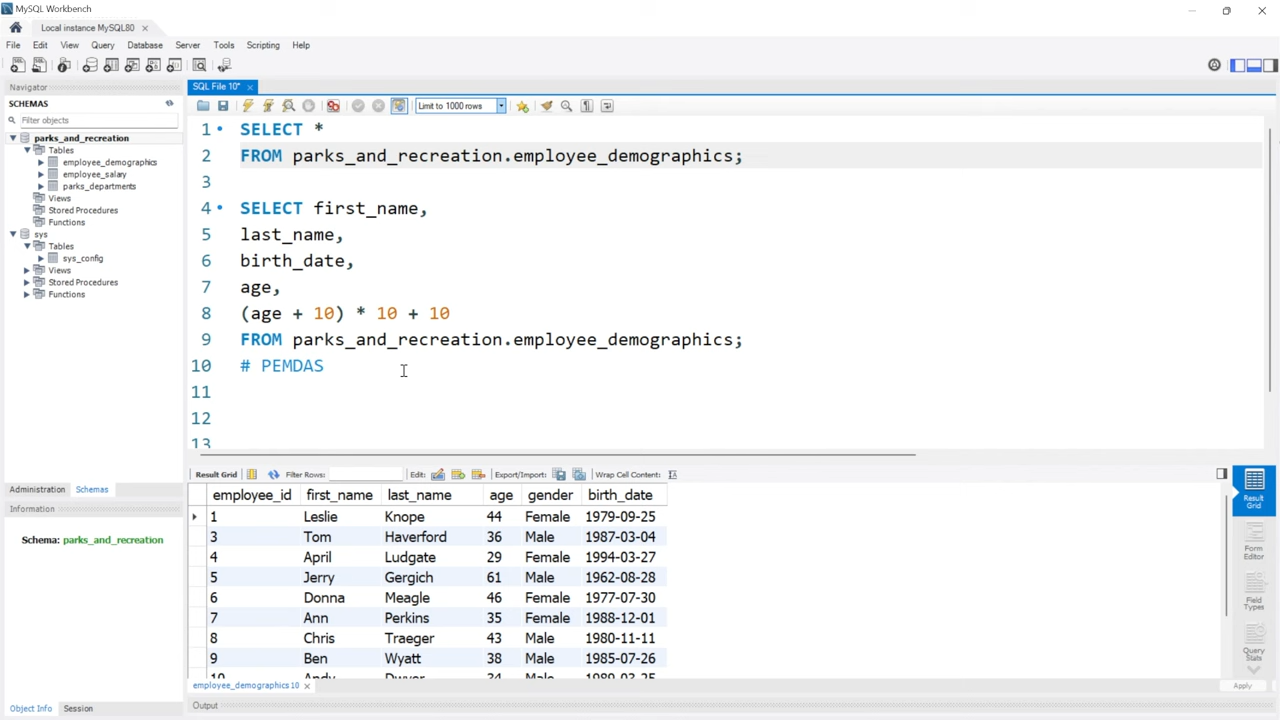 MySQL Workbench
Local instance MySQL80
File Edit View Query Database Server Tools Scripting Help
Navigator
SCHEMAS
Filter objects
parks_and_recreation
Tables
employee_demographics
employee_salary
parks_departments
Views
Stored Procedures
Functions
sys
Tables
sys_config
Views
Stored Procedures
Functions
Administration Schemas
Information
Schema: parks_and_recreation
Object Info Session
SQL File 10*
Limit to 1000 rows
1 SELECT *
2 FROM parks_and_recreation.employee_demographics;
3
4 SELECT first_name,
5 last_name,
6 birth_date,
7 age,
8 (age + 10) * 10 + 10
9 FROM parks_and_recreation.employee_demographics;
10 # PEMDAS
11
12
13
Result Grid Filter Rows: Edit: Export/Import: Wrap Cell Content:
employee_id first_name last_name age gender birth_date
1 Leslie Knope 44 Female 1979-09-25
3 Tom Haverford 36 Male 1987-03-04
4 April Ludgate 29 Female 1994-03-27
5 Jerry Gergich 61 Male 1962-08-28
6 Donna Meagle 46 Female 1977-07-30
7 Ann Perkins 35 Female 1988-12-01
8 Chris Traeger 43 Male 1980-11-11
9 Ben Wyatt 38 Male 1985-07-26
10 Andy Dwyer 34 Male 1989-03-25
Result Grid
Form Editor
Field Types
Query Stats
employee_demographics 10
Apply
Output